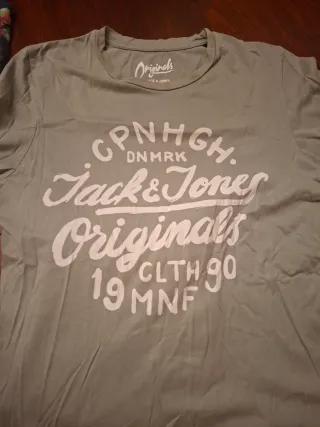 Originals
CPNHGH.
DNMRK
Jack & Jones
Originals
19 CLTH 90
MNF